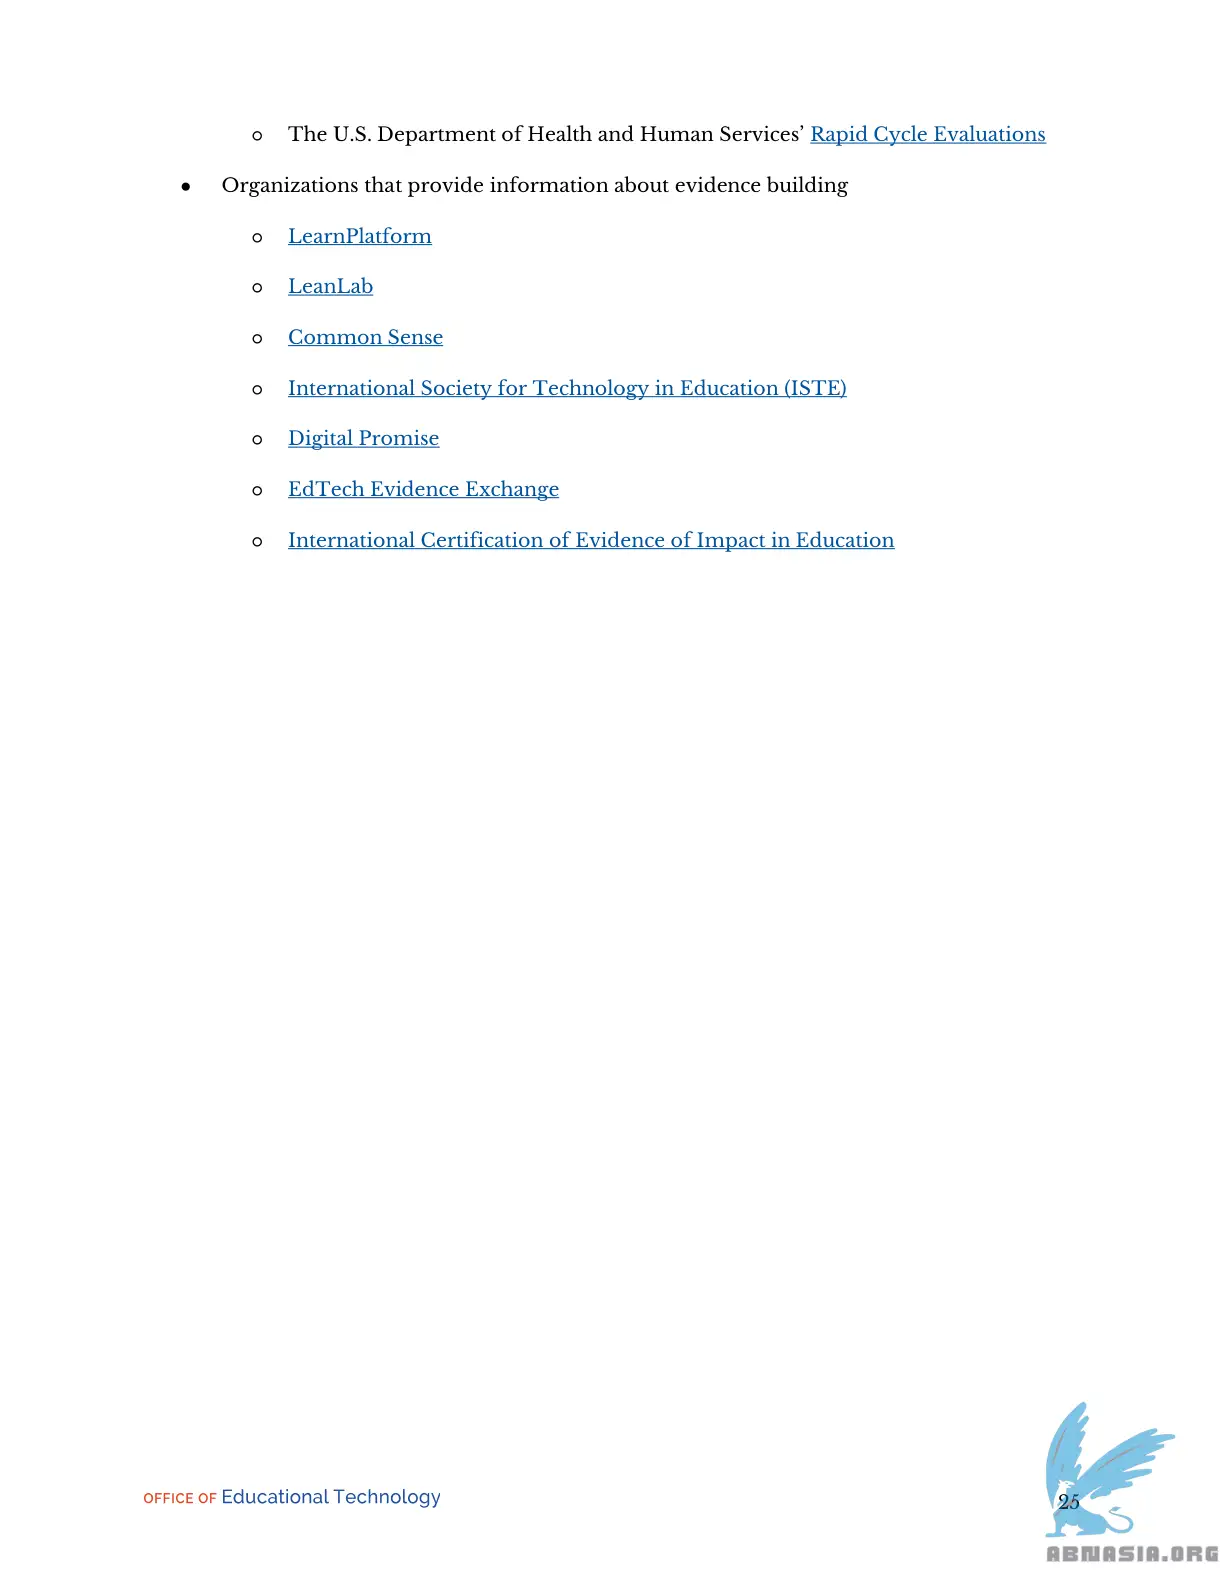 ○ The U.S. Department of Health and Human Services’ Rapid Cycle Evaluations
● Organizations that provide information about evidence building
○ LearnPlatform
○ LeanLab
○ Common Sense
○ International Society for Technology in Education (ISTE)
○ Digital Promise
○ EdTech Evidence Exchange
○ International Certification of Evidence of Impact in Education
OFFICE OF Educational Technology
25
ABNASIA.ORG